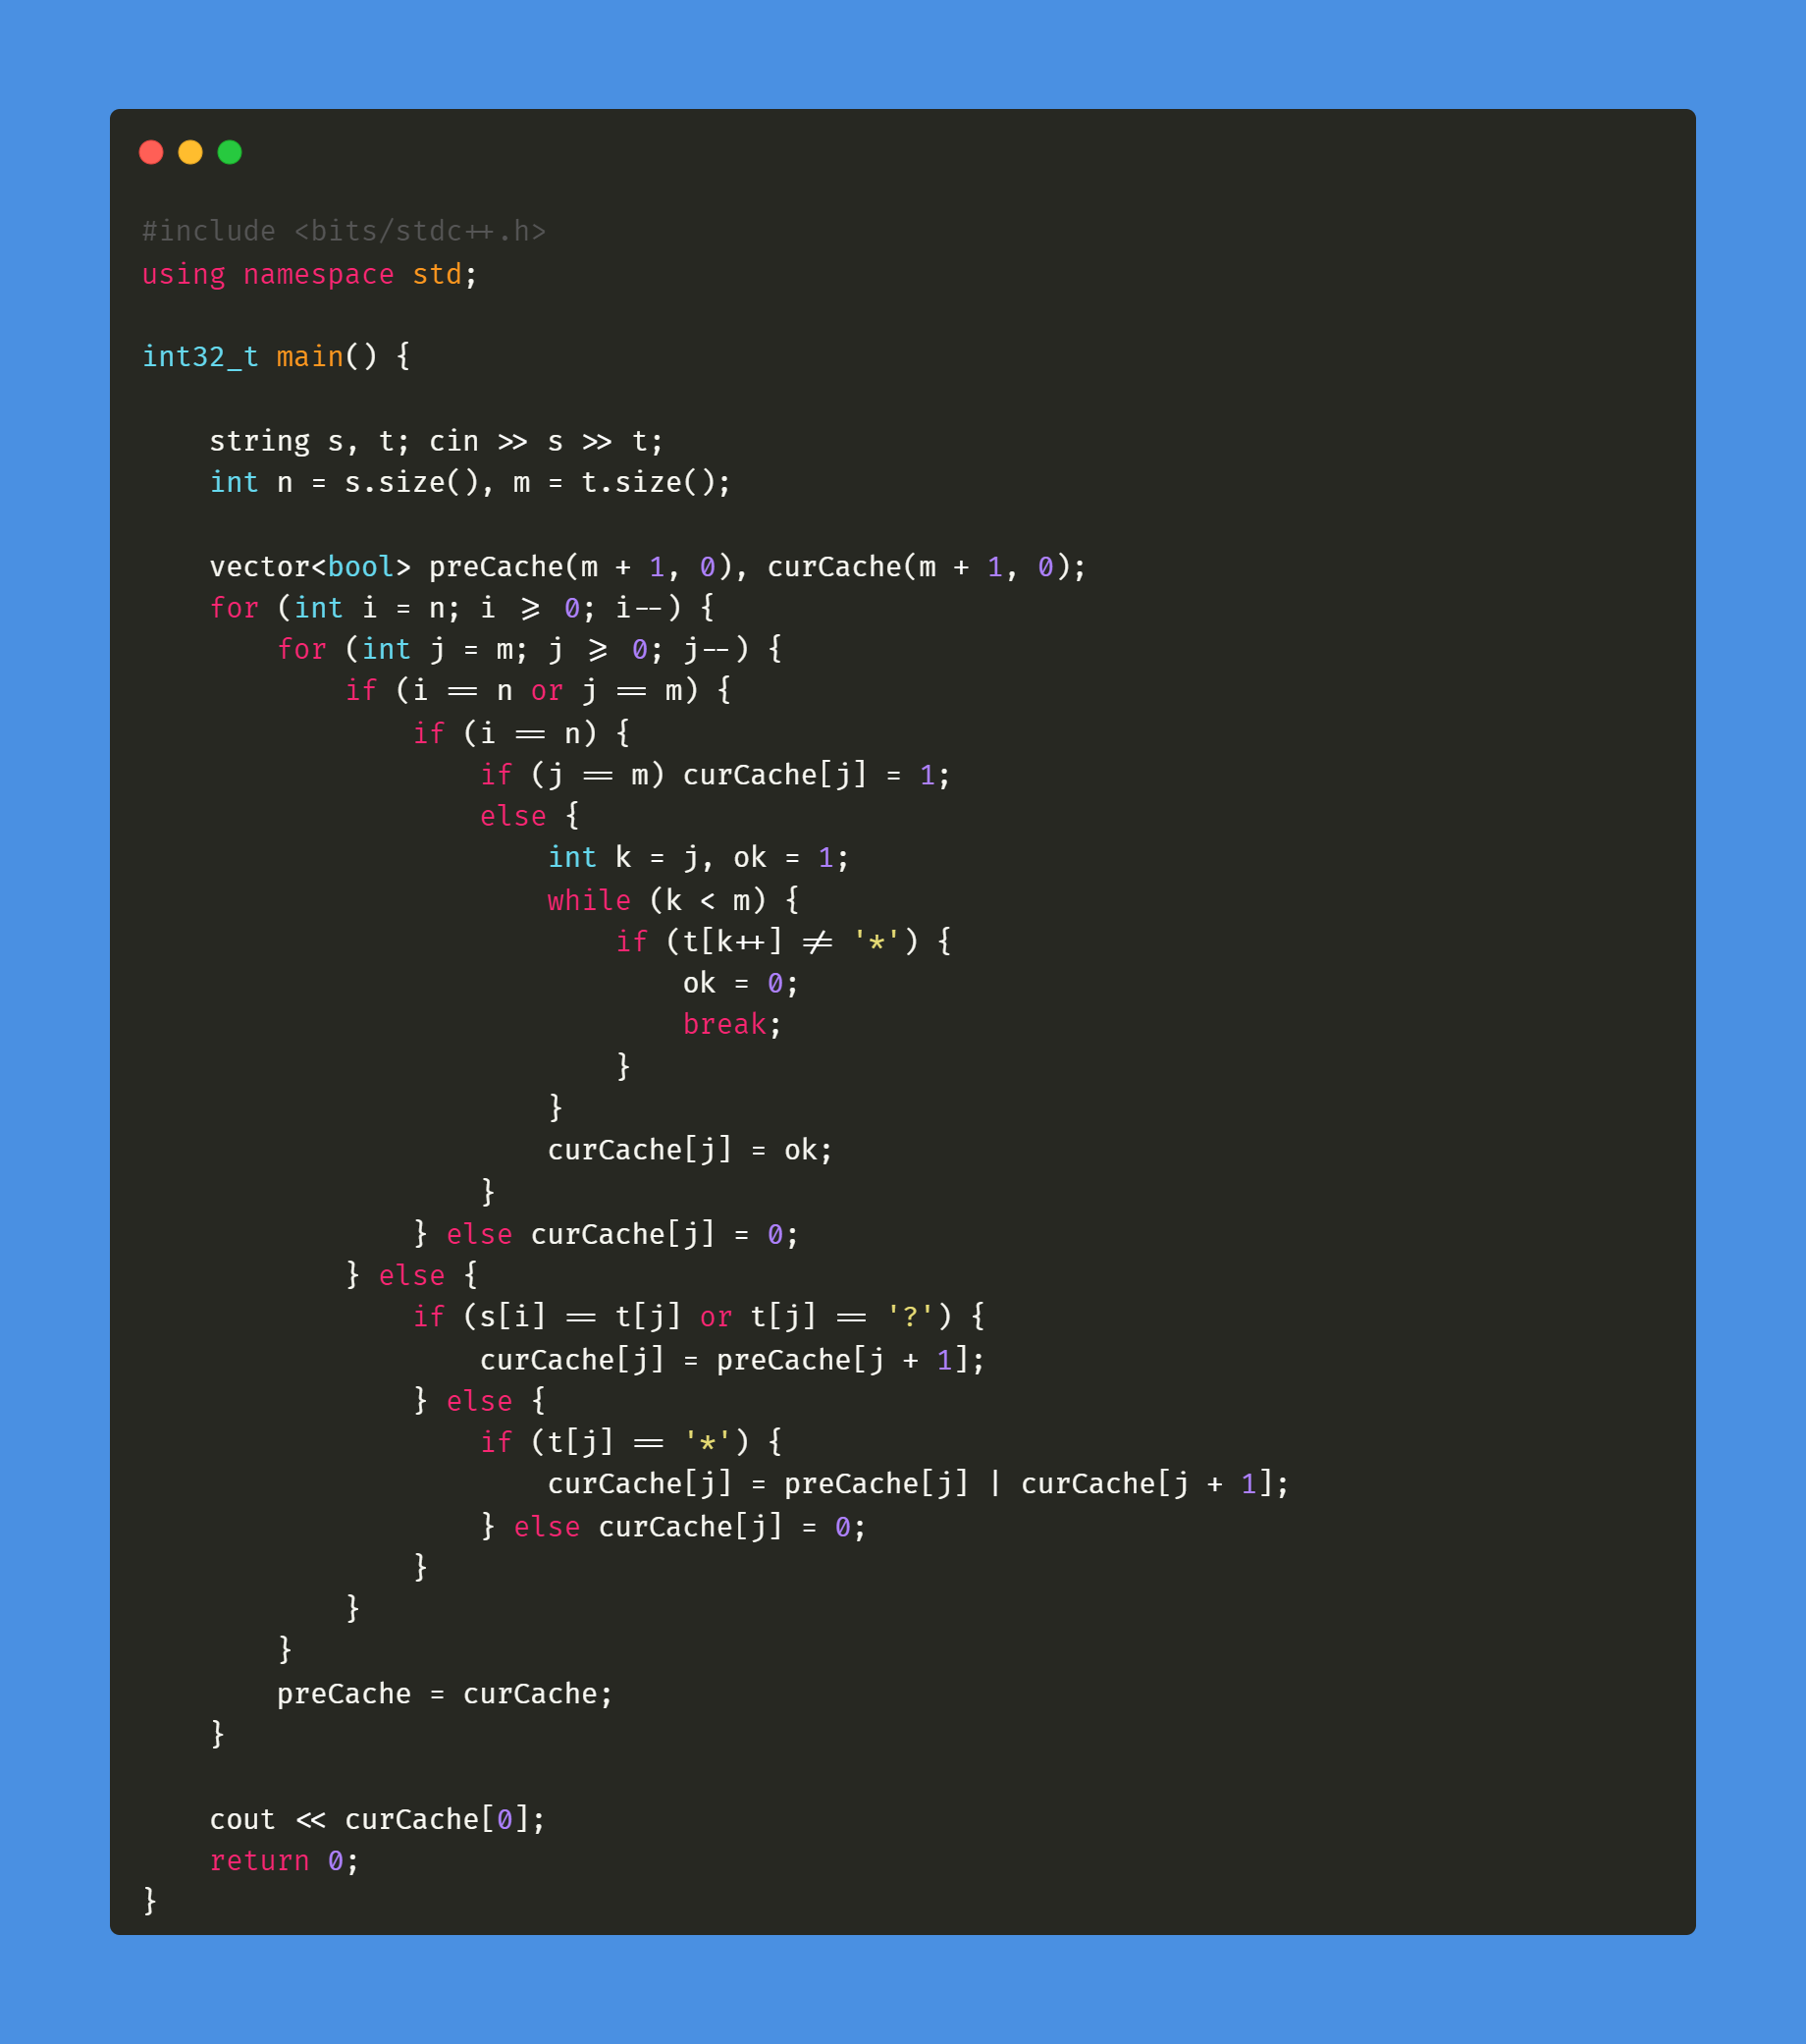 #include <bits/stdc++.h>
using namespace std;

int32_t main() {

    string s, t; cin >> s >> t;
    int n = s.size(), m = t.size();

    vector<bool> preCache(m + 1, 0), curCache(m + 1, 0);
    for (int i = n; i >= 0; i--) {
        for (int j = m; j >= 0; j--) {
            if (i == n or j == m) {
                if (i == n) {
                    if (j == m) curCache[j] = 1;
                    else {
                        int k = j, ok = 1;
                        while (k < m) {
                            if (t[k++] != '*') {
                                ok = 0;
                                break;
                            }
                        }
                        curCache[j] = ok;
                    }
                } else curCache[j] = 0;
            } else {
                if (s[i] == t[j] or t[j] == '?') {
                    curCache[j] = preCache[j + 1];
                } else {
                    if (t[j] == '*') {
                        curCache[j] = preCache[j] | curCache[j + 1];
                    } else curCache[j] = 0;
                }
            }
        }
        preCache = curCache;
    }

    cout << curCache[0];
    return 0;
}